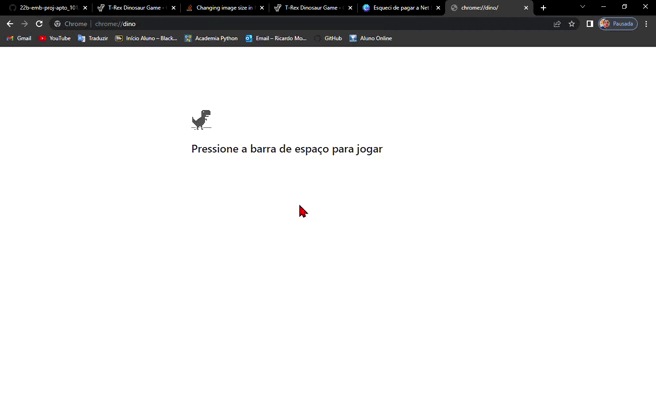 22b-emb-proj-apto_101
T-Rex Dinosaur Game -
Changing image size in
T-Rex Dinosaur Game -
Esqueci de pagar a Net
chrome://dino/
Chrome | chrome://dino
Pausada
Gmail
YouTube
Traduzir
Início Aluno – Black...
Academia Python
Email – Ricardo Mo...
GitHub
Aluno Online
Pressione a barra de espaço para jogar